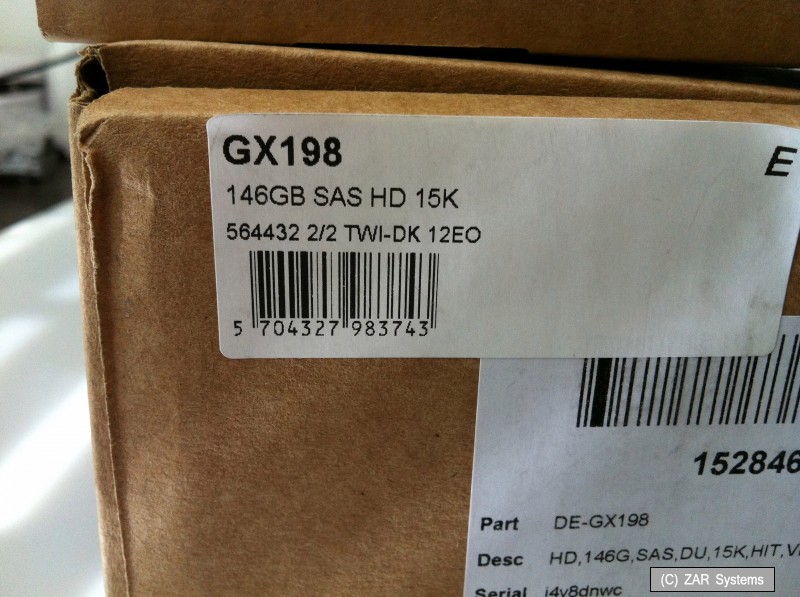 GX198
E
146GB SAS HD 15K
564432 2/2 TWI-DK 12EO
5 704327 983743
152846
Part DE-GX198
Desc HD,146G,SAS,DU,15K,HIT,V
Serial j4v8dnwc
(C) ZAR Systems